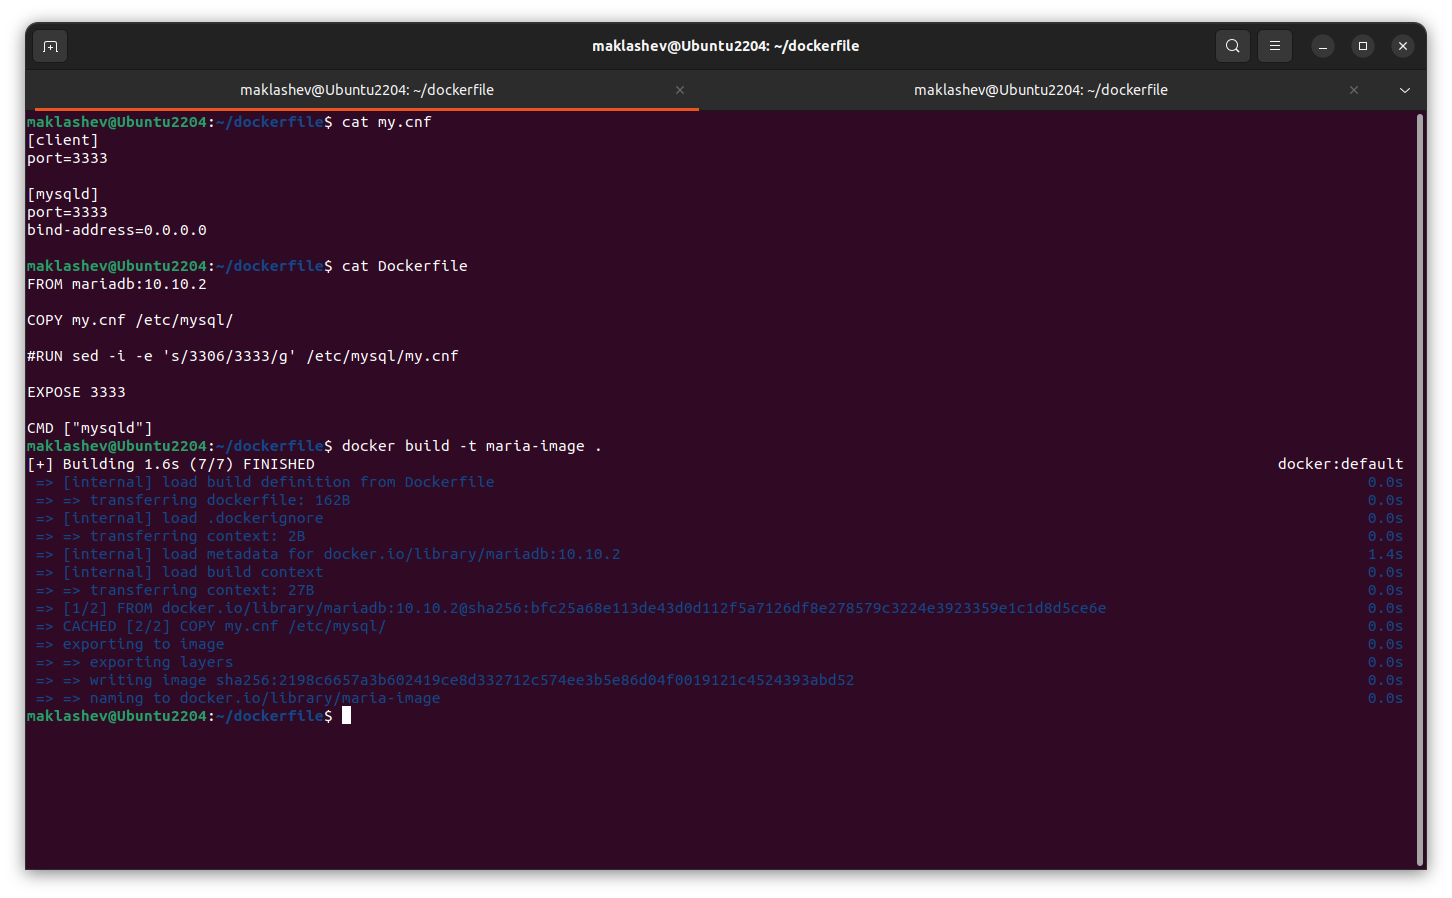 maklashev@Ubuntu2204: ~/dockerfile
maklashev@Ubuntu2204: ~/dockerfile
maklashev@Ubuntu2204: ~/dockerfile
maklashev@Ubuntu2204:~/dockerfile$ cat my.cnf
[client]
port=3333
[mysqld]
port=3333
bind-address=0.0.0.0
maklashev@Ubuntu2204:~/dockerfile$ cat Dockerfile
FROM mariadb:10.10.2
COPY my.cnf /etc/mysql/
#RUN sed -i -e 's/3306/3333/g' /etc/mysql/my.cnf
EXPOSE 3333
CMD ["mysqld"]
maklashev@Ubuntu2204:~/dockerfile$ docker build -t maria-image .
[+] Building 1.6s (7/7) FINISHED docker:default
=> [internal] load build definition from Dockerfile 0.0s
=> => transferring dockerfile: 162B 0.0s
=> [internal] load .dockerignore 0.0s
=> => transferring context: 2B 0.0s
=> [internal] load metadata for docker.io/library/mariadb:10.10.2 1.4s
=> [internal] load build context 0.0s
=> => transferring context: 27B 0.0s
=> [1/2] FROM docker.io/library/mariadb:10.10.2@sha256:bfc25a68e113de43d0d112f5a7126df8e278579c3224e3923359e1c1d8d5ce6e 0.0s
=> CACHED [2/2] COPY my.cnf /etc/mysql/ 0.0s
=> exporting to image 0.0s
=> => exporting layers 0.0s
=> => writing image sha256:2198c6657a3b602419ce8d332712c574ee3b5e86d04f0019121c4524393abd52 0.0s
=> => naming to docker.io/library/maria-image 0.0s
maklashev@Ubuntu2204:~/dockerfile$